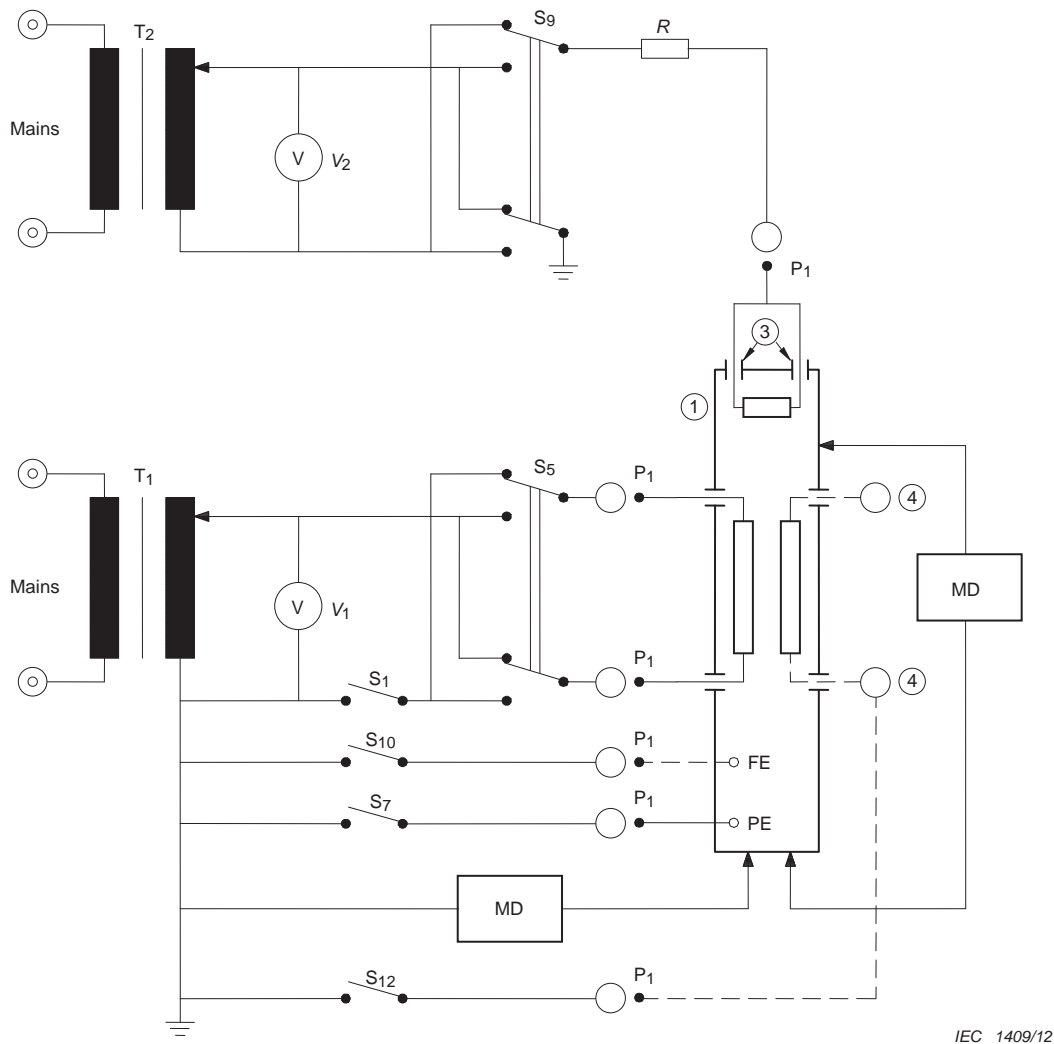 T2
S9
R
Mains
V
V2
P1
3
1
T1
S5
P1
4
Mains
V
V1
MD
S1
P1
4
S10
P1
FE
S7
P1
PE
MD
S12
P1
IEC 1409/12